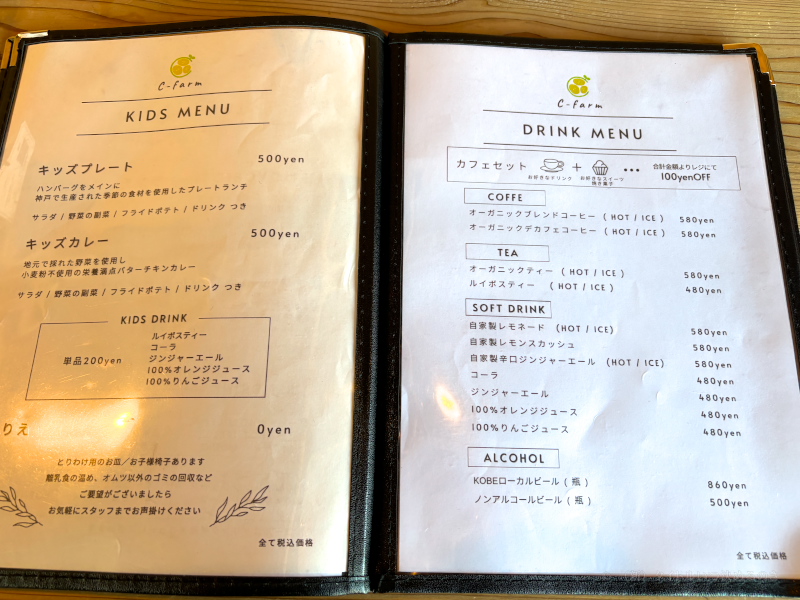 C-farm
KIDS MENU
キッズプレート 500yen
ハンバーグをメインに
神戸で生産された季節の食材を使用したプレートランチ
サラダ / 野菜の副菜 / フライドポテト / ドリンク つき
キッズカレー 500yen
地元で採れた野菜を使用し
小麦粉不使用の栄養満点バターチキンカレー
サラダ / 野菜の副菜 / フライドポテト / ドリンク つき
KIDS DRINK
単品200yen
ルイボスティー
コーラ
ジンジャーエール
100%オレンジジュース
100%りんごジュース
りえ 0yen
とりわけ用のお皿／お子様椅子あります
離乳食の温め、オムツ以外のゴミの回収など
ご要望がございましたら
お気軽にスタッフまでお声掛けください
全て税込価格
C-farm
DRINK MENU
カフェセット + ••• 合計金額よりレジにて
お好きなドリンク お好きなスイーツ 100yenOFF
焼き菓子
COFFE
オーガニックブレンドコーヒー ( HOT / ICE ) 580yen
オーガニックデカフェコーヒー ( HOT / ICE ) 580yen
TEA
オーガニックティー ( HOT / ICE ) 580yen
ルイボスティー ( HOT / ICE ) 480yen
SOFT DRINK
自家製レモネード (HOT / ICE) 580yen
自家製レモンスカッシュ 580yen
自家製辛口ジンジャーエール (HOT / ICE) 580yen
コーラ 480yen
ジンジャーエール 480yen
100%オレンジジュース 480yen
100%りんごジュース 480yen
ALCOHOL
KOBEローカルビール ( 瓶 ) 860yen
ノンアルコールビール ( 瓶 ) 500yen
全て税込価格